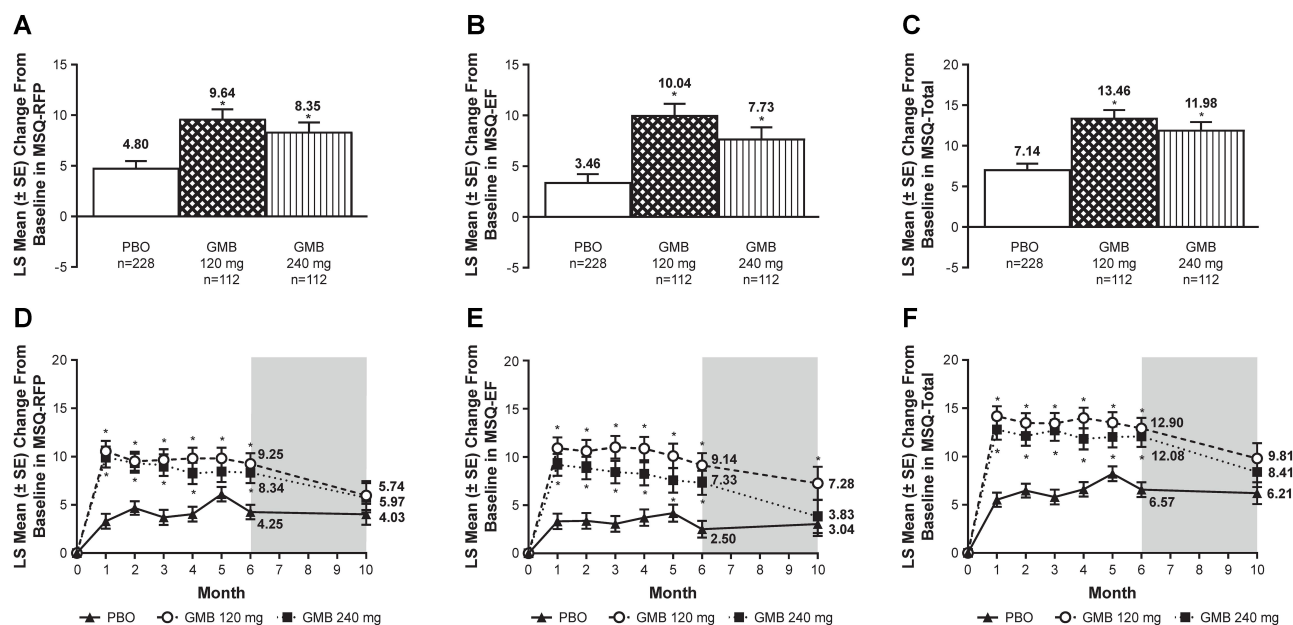 A
LS Mean (± SE) Change From
Baseline in MSQ-RFP
15
10
5
0
-5
4.80
9.64
*
8.35
*
PBO
n=228
GMB
120 mg
n=112
GMB
240 mg
n=112
B
LS Mean (± SE) Change From
Baseline in MSQ-EF
15
10
5
0
-5
3.46
10.04
*
7.73
*
PBO
n=228
GMB
120 mg
n=112
GMB
240 mg
n=112
C
LS Mean (± SE) Change From
Baseline in MSQ-Total
20
15
10
5
0
-5
7.14
13.46
*
11.98
*
PBO
n=228
GMB
120 mg
n=112
GMB
240 mg
n=112
D
LS Mean (± SE) Change From
Baseline in MSQ-RFP
20
15
10
5
0
* * * * * *
* * * * * *
9.25
8.34
4.25
5.74
5.97
4.03
0 1 2 3 4 5 6 7 8 9 10
Month
PBO GMB 120 mg GMB 240 mg
E
LS Mean (± SE) Change From
Baseline in MSQ-EF
20
15
10
5
0
* * * * * * *
* * * * * *
9.14
7.33
2.50
7.28
3.83
3.04
0 1 2 3 4 5 6 7 8 9 10
Month
PBO GMB 120 mg GMB 240 mg
F
LS Mean (± SE) Change From
Baseline in MSQ-Total
20
15
10
5
0
* * * * * *
* * * * * *
12.90
12.08
6.57
9.81
8.41
6.21
0 1 2 3 4 5 6 7 8 9 10
Month
PBO GMB 120 mg GMB 240 mg